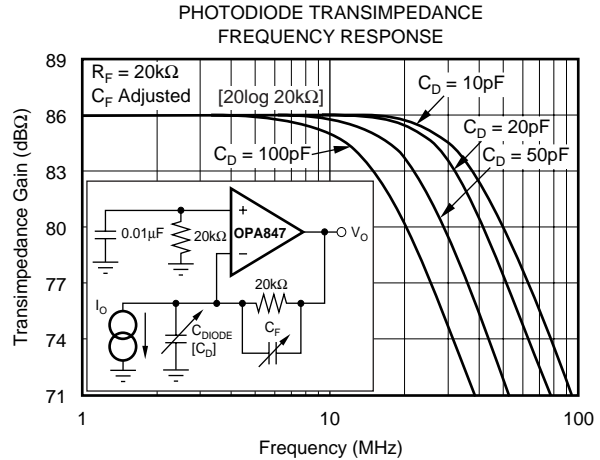 PHOTODIODE TRANSIMPEDANCE
FREQUENCY RESPONSE
Transimpedance Gain (dBΩ)
89
86
83
80
77
74
71
R_F = 20kΩ
C_F Adjusted
[20log 20kΩ]
C_D = 10pF
C_D = 20pF
C_D = 50pF
C_D = 100pF
0.01µF
20kΩ
+
OPA847
−
V_O
20kΩ
I_O
C_DIODE
[C_D]
C_F
1
10
100
Frequency (MHz)